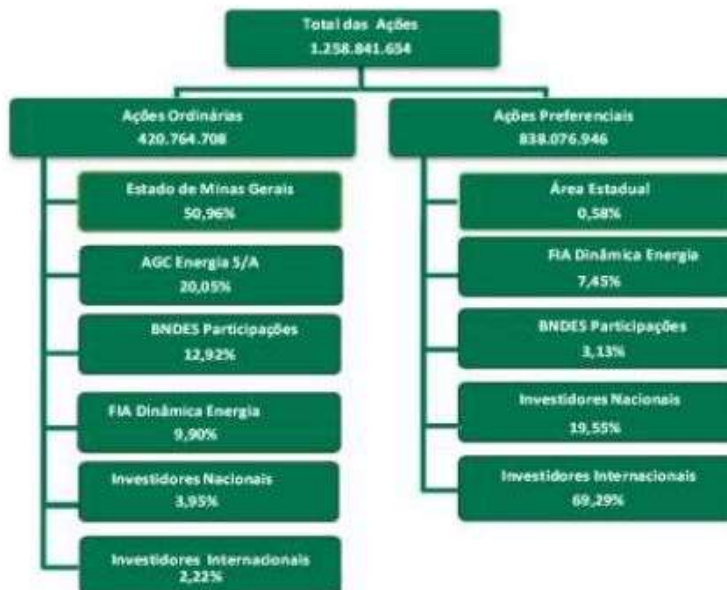 Total das Ações
1.258.841.654
Ações Ordinárias
420.764.708
Estado de Minas Gerais
50,96%
AGC Energia S/A
20,05%
BNDES Participações
12,92%
FIA Dinâmica Energia
9,90%
Investidores Nacionais
3,95%
Investidores Internacionais
2,22%
Ações Preferenciais
838.076.946
Área Estadual
0,58%
FIA Dinâmica Energia
7,45%
BNDES Participações
3,13%
Investidores Nacionais
19,55%
Investidores Internacionais
69,29%